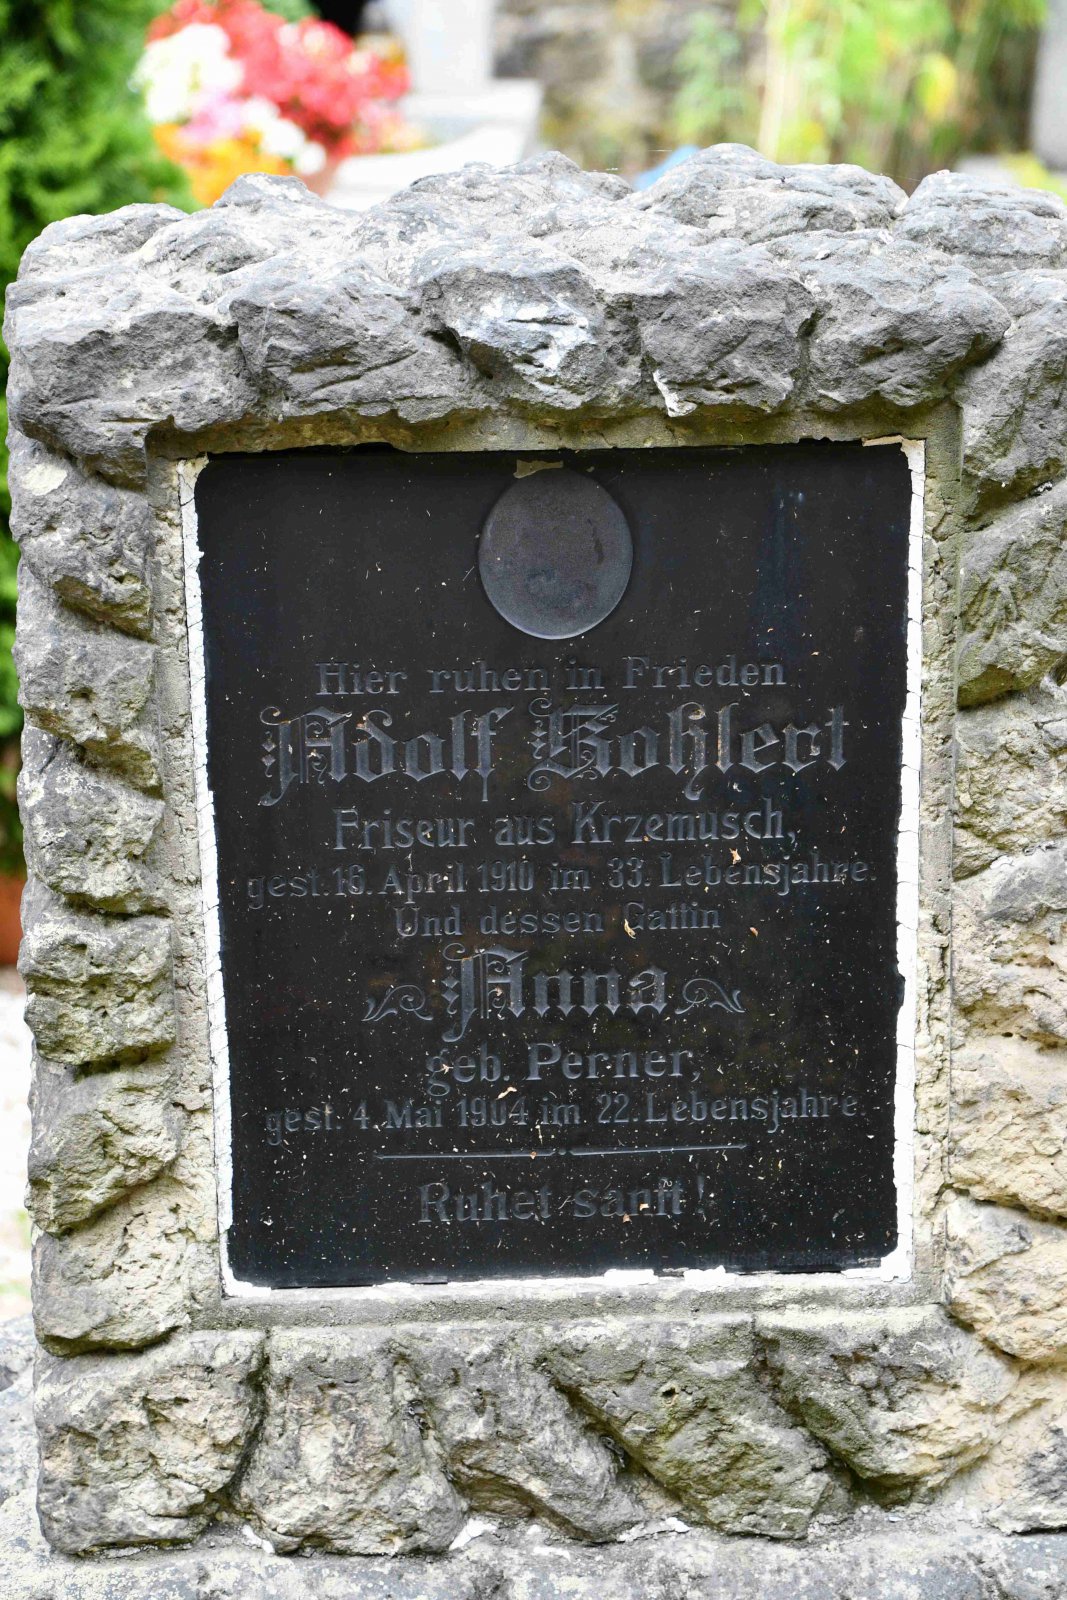 Hier ruhen in Frieden
Adolf Kohlert
Friseur aus Krzemusch,
gest. 16. April 1910 im 33. Lebensjahre.
Und dessen Gattin
Anna
geb. Perner,
gest. 4. Mai 1904 im 22. Lebensjahre.
Ruhet sanft!